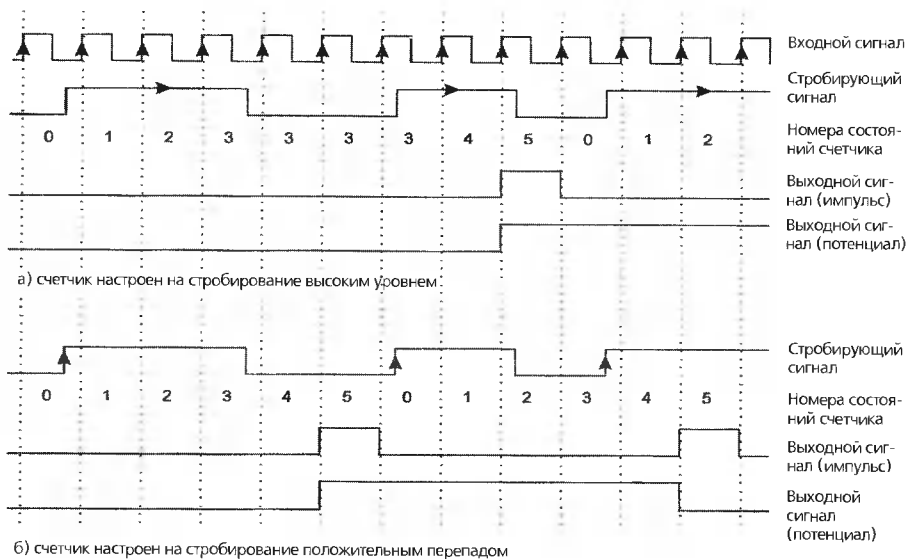 Входной сигнал
Стробирующий
сигнал
0 1 2 3 3 3 3 4 5 0 1 2
Номера состоя-
ний счетчика
Выходной сиг-
нал (импульс)
Выходной сиг-
нал (потенциал)
а) счетчик настроен на стробирование высоким уровнем
Стробирующий
сигнал
0 1 2 3 4 5 0 1 2 3 4 5
Номера состоя-
ний счетчика
Выходной сиг-
нал (импульс)
Выходной
сигнал
(потенциал)
б) счетчик настроен на стробирование положительным перепадом